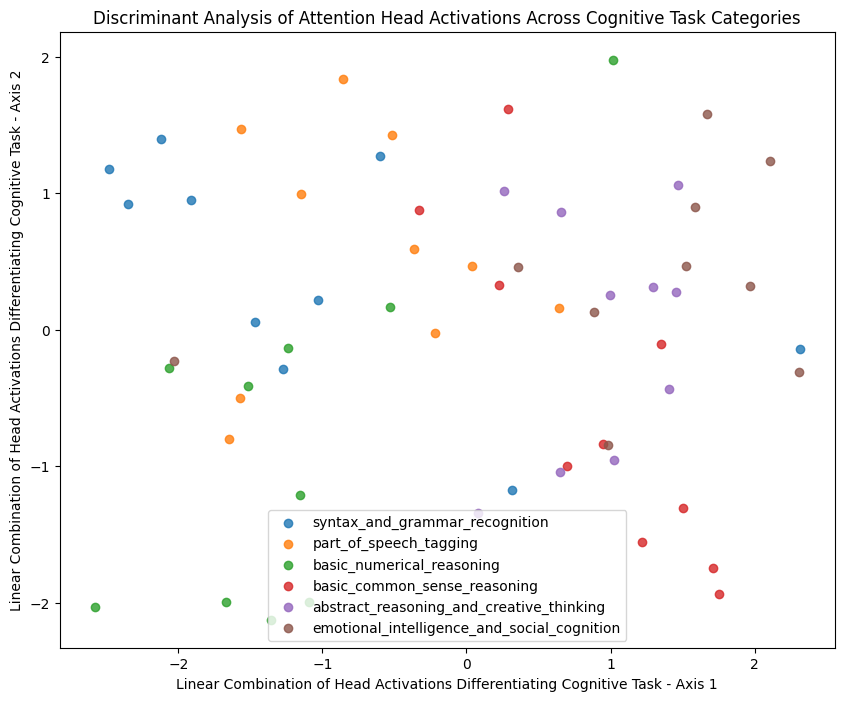 Discriminant Analysis of Attention Head Activations Across Cognitive Task Categories
Linear Combination of Head Activations Differentiating Cognitive Task - Axis 2
2
1
0
−1
−2
syntax_and_grammar_recognition
part_of_speech_tagging
basic_numerical_reasoning
basic_common_sense_reasoning
abstract_reasoning_and_creative_thinking
emotional_intelligence_and_social_cognition
−2 −1 0 1 2
Linear Combination of Head Activations Differentiating Cognitive Task - Axis 1